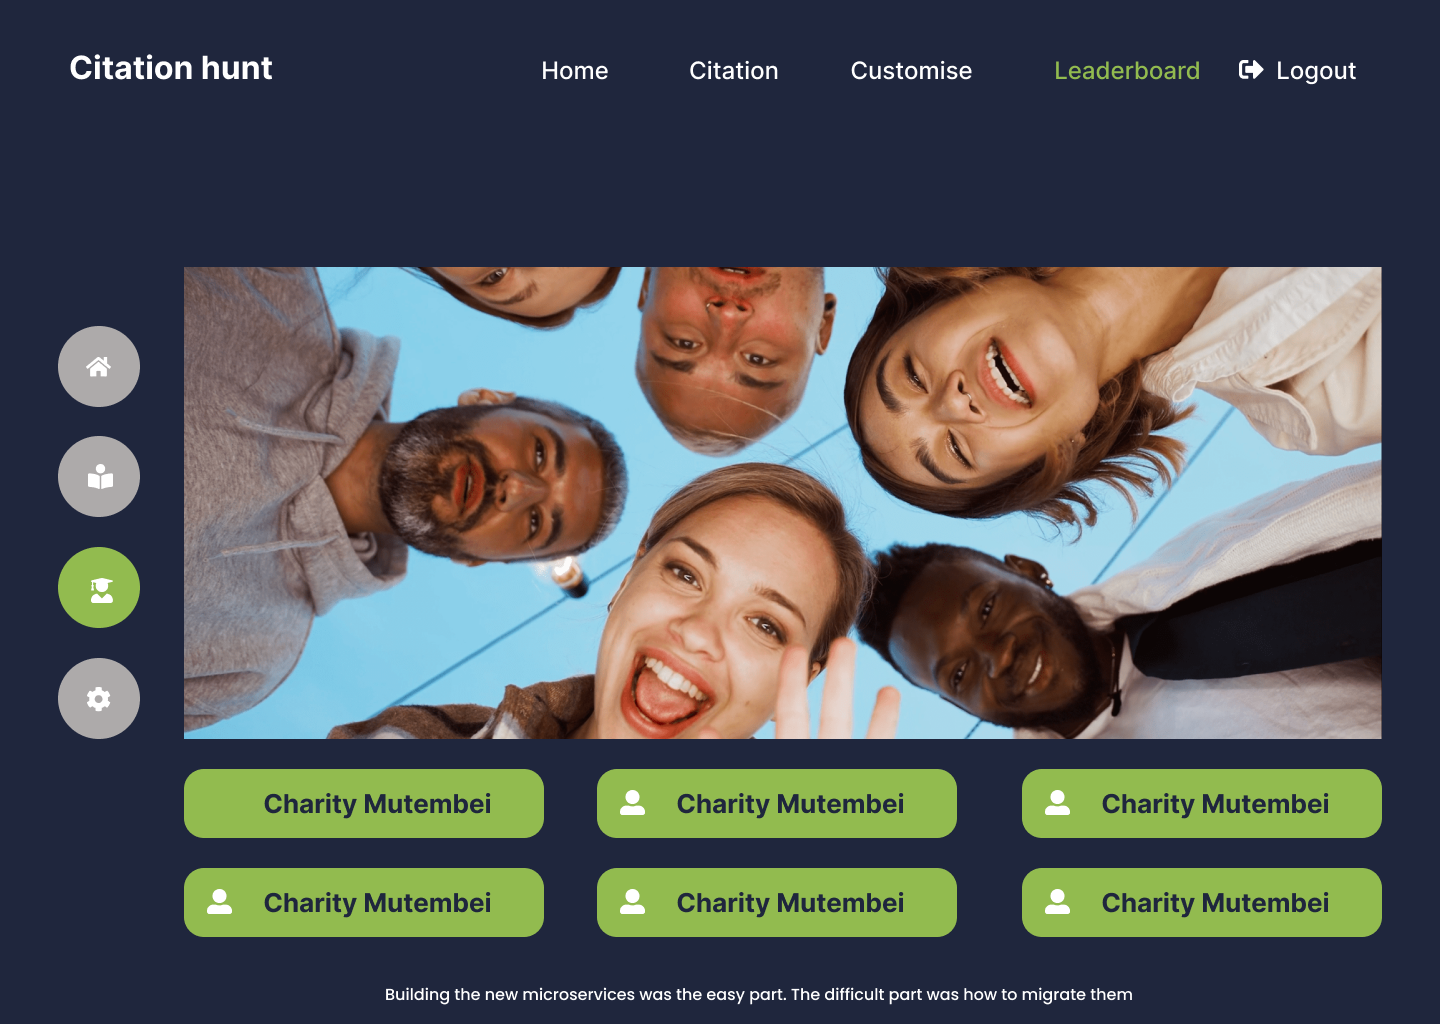 Citation hunt
Home
Citation
Customise
Leaderboard
Logout
Charity Mutembei
Charity Mutembei
Charity Mutembei
Charity Mutembei
Charity Mutembei
Charity Mutembei
Building the new microservices was the easy part. The difficult part was how to migrate them